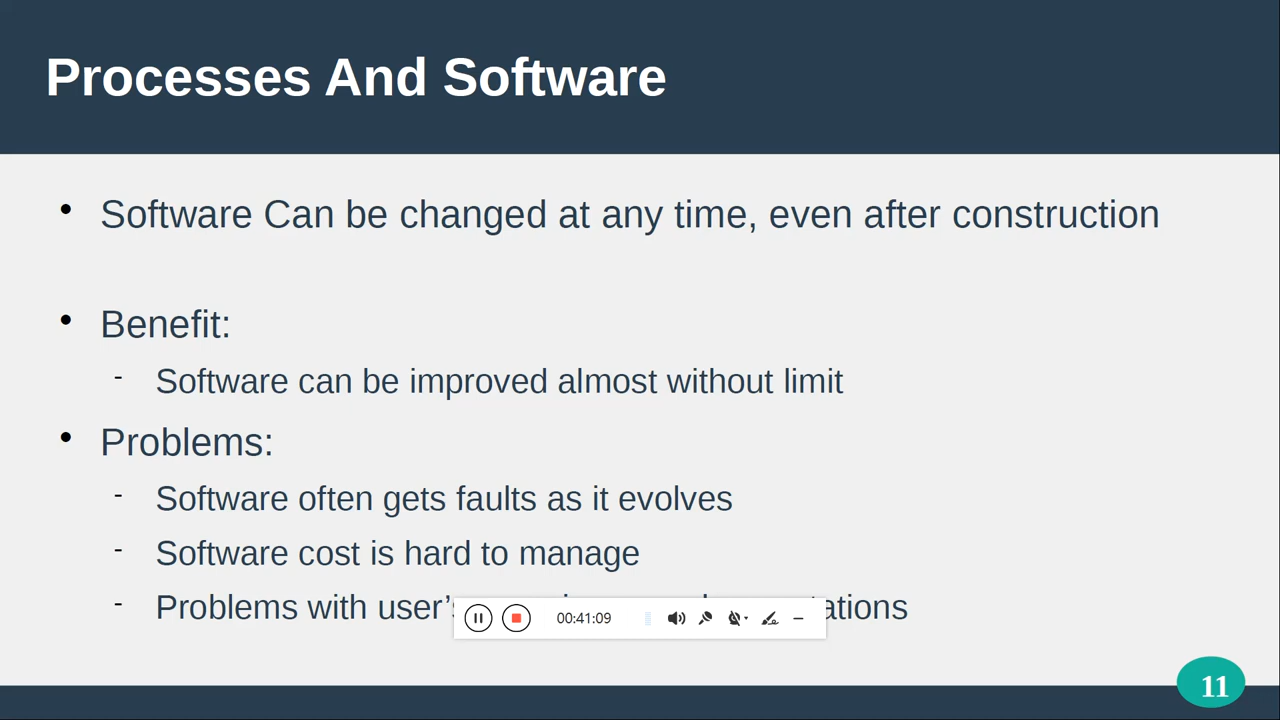 Processes And Software
• Software Can be changed at any time, even after construction
• Benefit:
- Software can be improved almost without limit
• Problems:
- Software often gets faults as it evolves
- Software cost is hard to manage
- Problems with user's
00:41:09
11